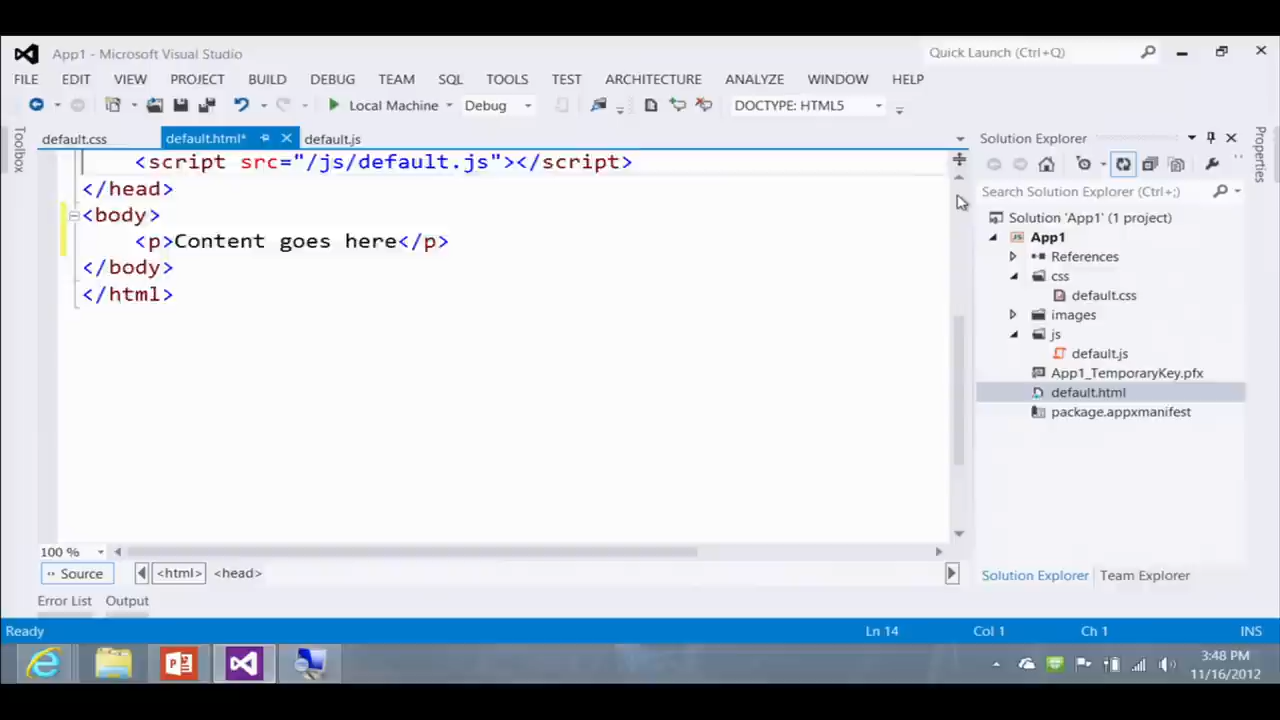 App1 - Microsoft Visual Studio
Quick Launch (Ctrl+Q)
FILE EDIT VIEW PROJECT BUILD DEBUG TEAM SQL TOOLS TEST ARCHITECTURE ANALYZE WINDOW HELP
Local Machine Debug DOCTYPE: HTML5
Toolbox
default.css default.html* default.js
<script src="/js/default.js"></script>
</head>
<body>
<p>Content goes here</p>
</body>
</html>
100 %
Source <html> <head>
Error List Output
Solution Explorer
Search Solution Explorer (Ctrl+;)
Solution 'App1' (1 project)
JS App1
References
css
default.css
images
js
default.js
App1_TemporaryKey.pfx
default.html
package.appxmanifest
Solution Explorer Team Explorer
Properties
Ready Ln 14 Col 1 Ch 1 INS
3:48 PM
11/16/2012